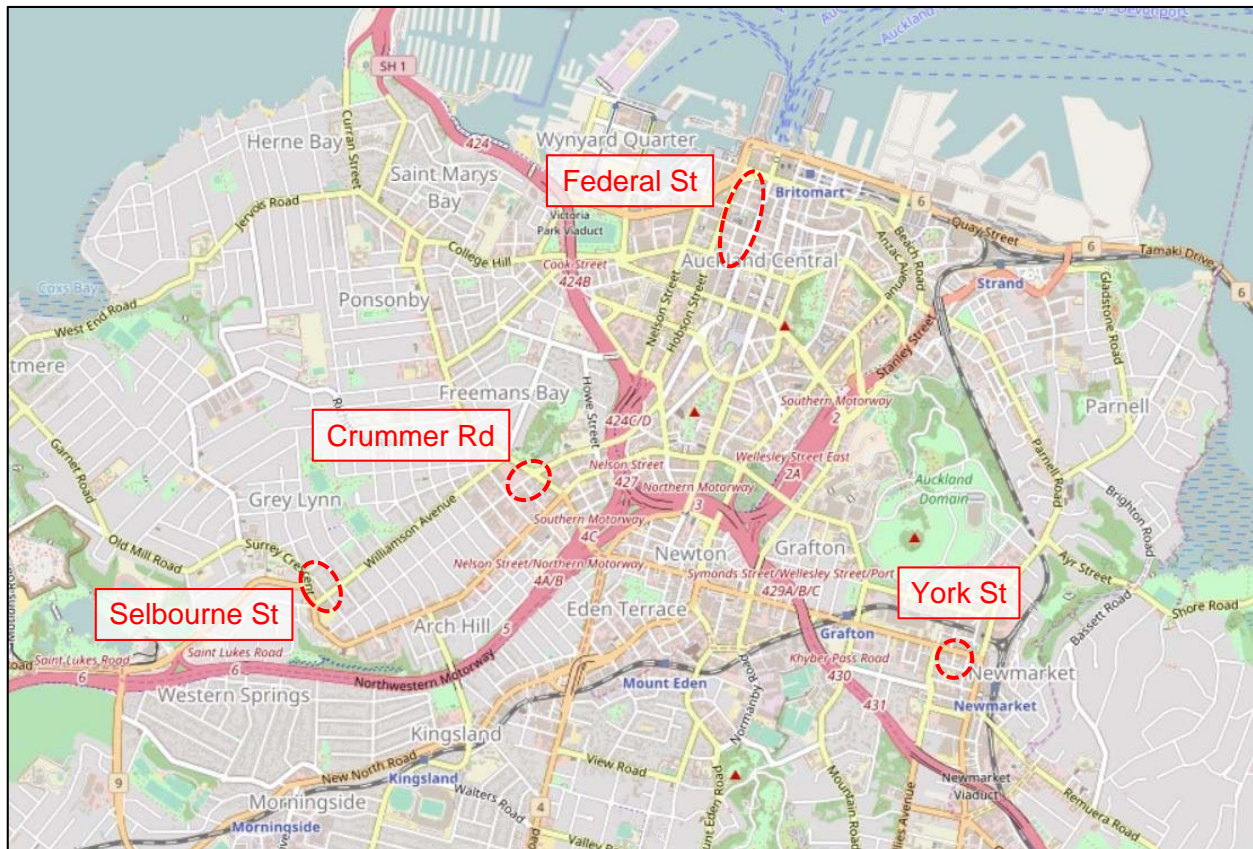 Auckland - Devonport
SH 1
Curran Street
Herne Bay
424
Wynyard Quarter
Saint Marys
Bay
Federal St
Britomart
6
Victoria
Park Viaduct
Quay Street
Jervois Road
College Hill
Cook Street
424B
Auckland Central
Anzac Avenue
Beach Road
6
Tamaki Drive
6
Coxs Bay
Ponsonby
Strand
Gladstone Road
West End Road
Nelson Street
Hobson Street
Stanley Street
Freemans Bay
Howe Street
424C/D
Southern Motorway
2
Parnell
Crummer Rd
Garnet Road
Nelson Street
427
Wellesley Street East
2A
Northern Motorway
3
Auckland
Domain
Parnell Road
Brighton Road
Grey Lynn
Williamson Avenue
Southern Motorway
4C
Old Mill Road
Surrey Crescent
Nelson Street/Northern Motorway
4A/B
Newton
Grafton
Symonds Street/Wellesley Street/Port
429A/B/C
Ayr Street
Selbourne St
Eden Terrace
York St
Bassett Road
Shore Road
Arch Hill
5
Grafton
Saint Lukes Road
6
Saint Lukes Road
6
Northwestern Motorway
Khyber Pass Road
430
Newmarket
Western Springs
Mount Eden
Normanby Road
431
Newmarket
Kingsland
New North Road
Kingsland
View Road
9
Morningside
Walters Road
4
Mountain Road
Newmarket
Viaduct
Remuera Road
Morningside